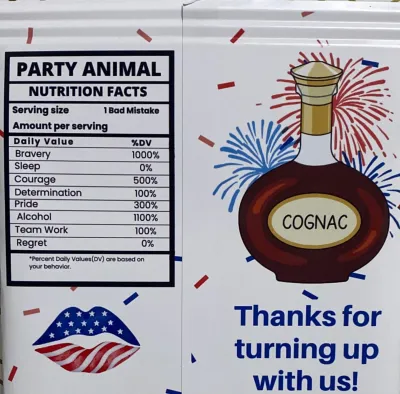 PARTY ANIMAL
NUTRITION FACTS
Serving size 1 Bad Mistake
Amount per serving
Daily Value %DV
Bravery 1000%
Sleep 0%
Courage 500%
Determination 100%
Pride 300%
Alcohol 1100%
Team Work 100%
Regret 0%
*Percent Daily Values(DV) are based on
your behavior.
COGNAC
Thanks for
turning up
with us!